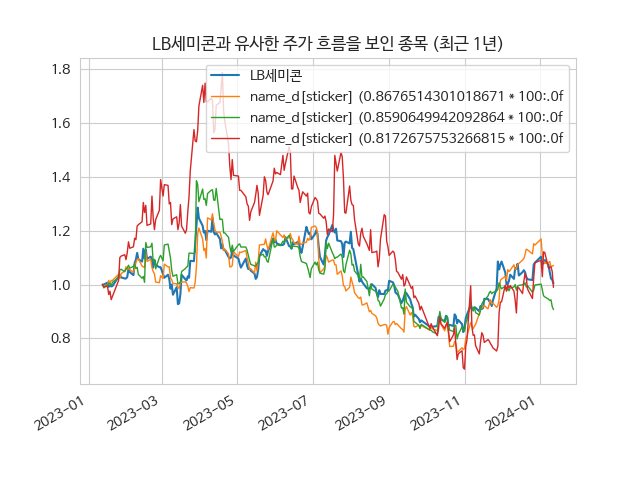 LB세미콘과 유사한 주가 흐름을 보인 종목 (최근 1년)
LB세미콘
name_d[sticker] (0.8676514301018671 * 100:.0f
name_d[sticker] (0.8590649942092864 * 100:.0f
name_d[sticker] (0.8172675753266815 * 100:.0f
1.8
1.6
1.4
1.2
1.0
0.8
2023-01
2023-03
2023-05
2023-07
2023-09
2023-11
2024-01